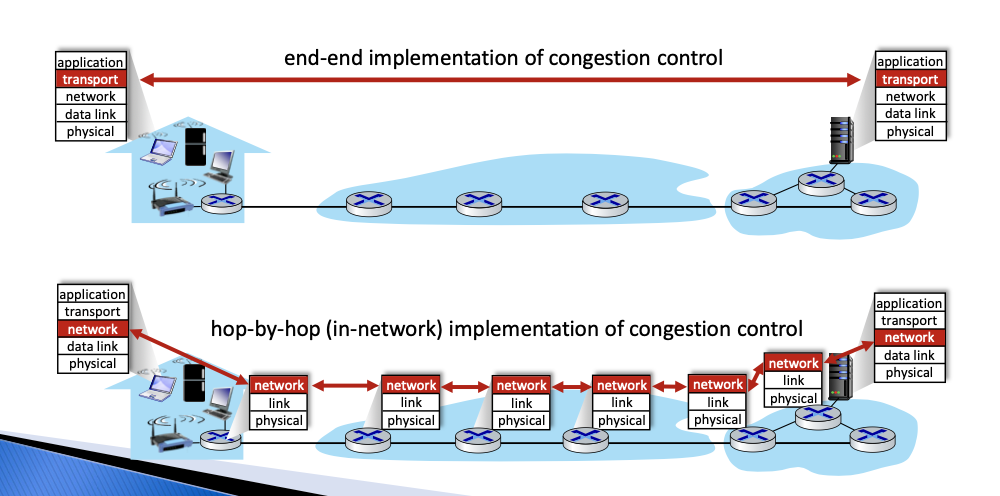 end-end implementation of congestion control
application
transport
network
data link
physical
application
transport
network
data link
physical
hop-by-hop (in-network) implementation of congestion control
application
transport
network
data link
physical
network
link
physical
network
link
physical
network
link
physical
network
link
physical
network
link
physical
network
link
physical
application
transport
network
data link
physical